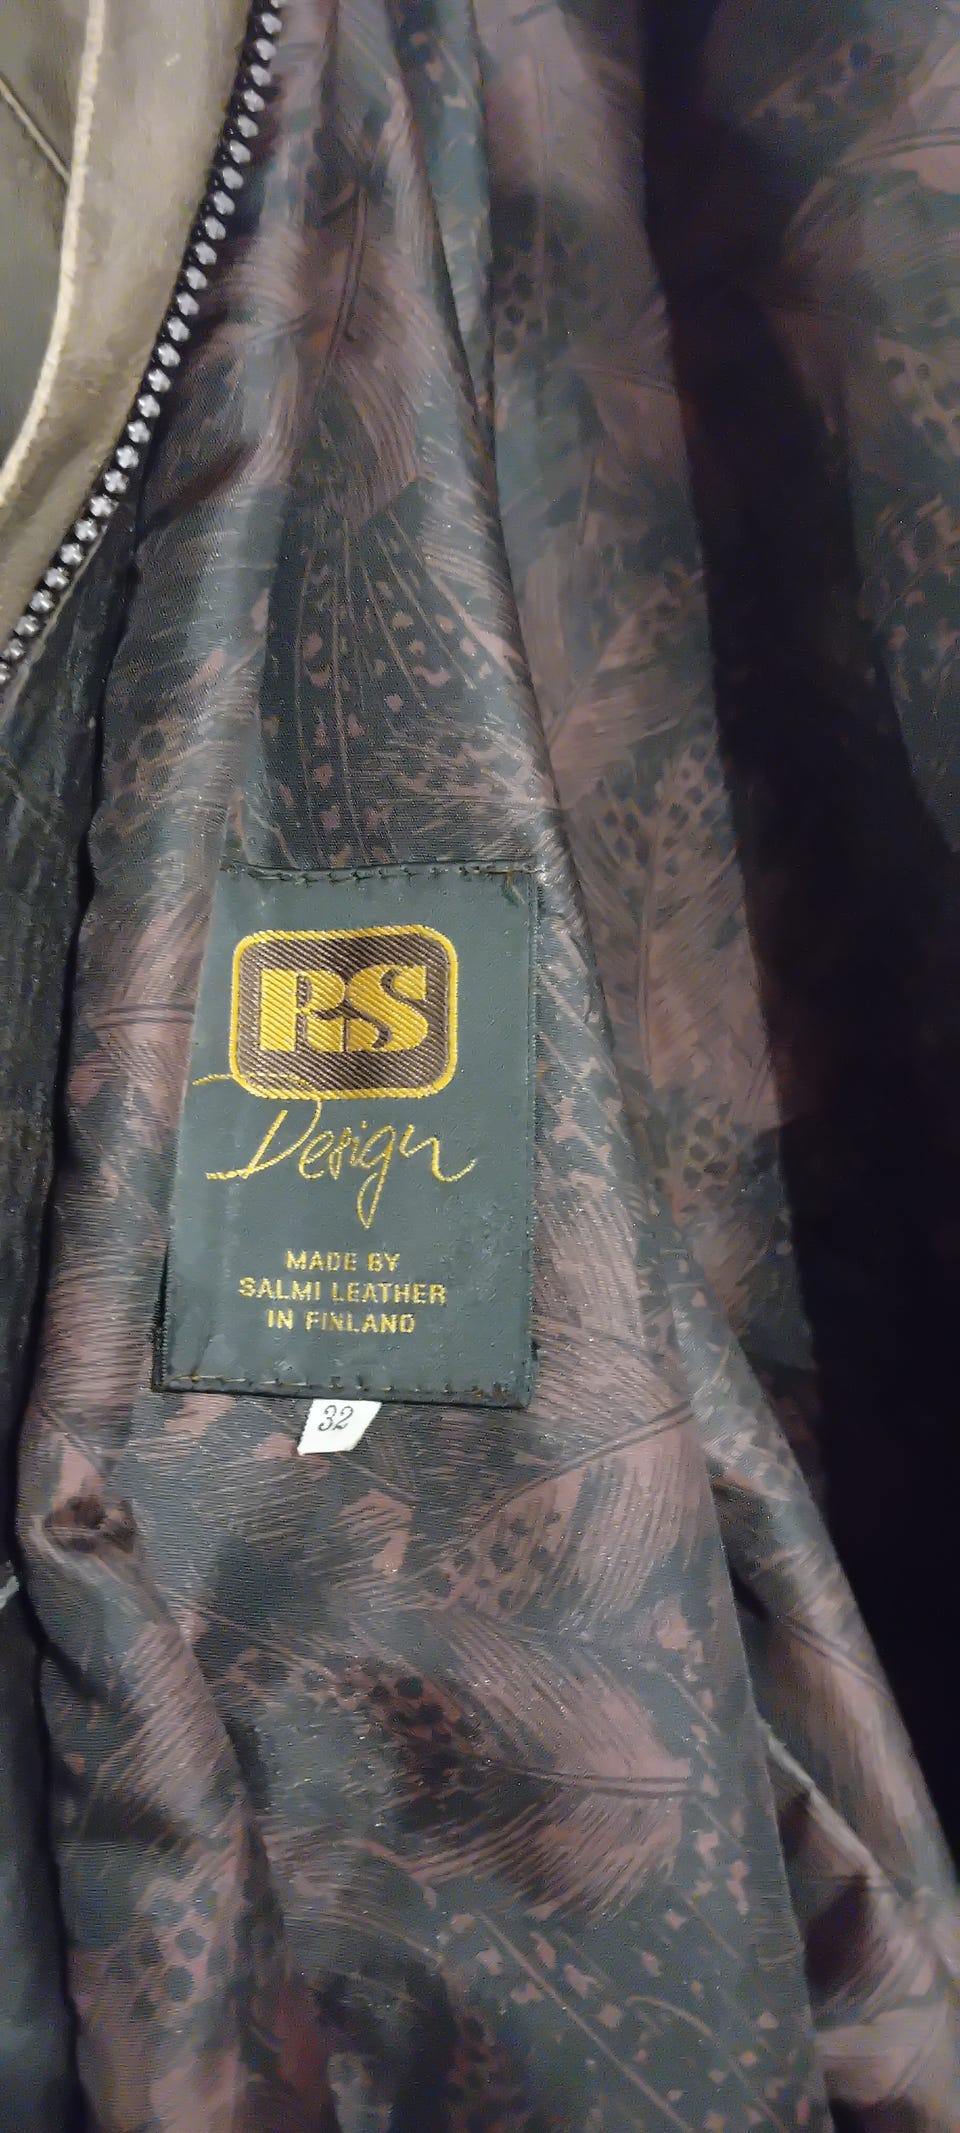 RS
Design
MADE BY
SALMI LEATHER
IN FINLAND
32